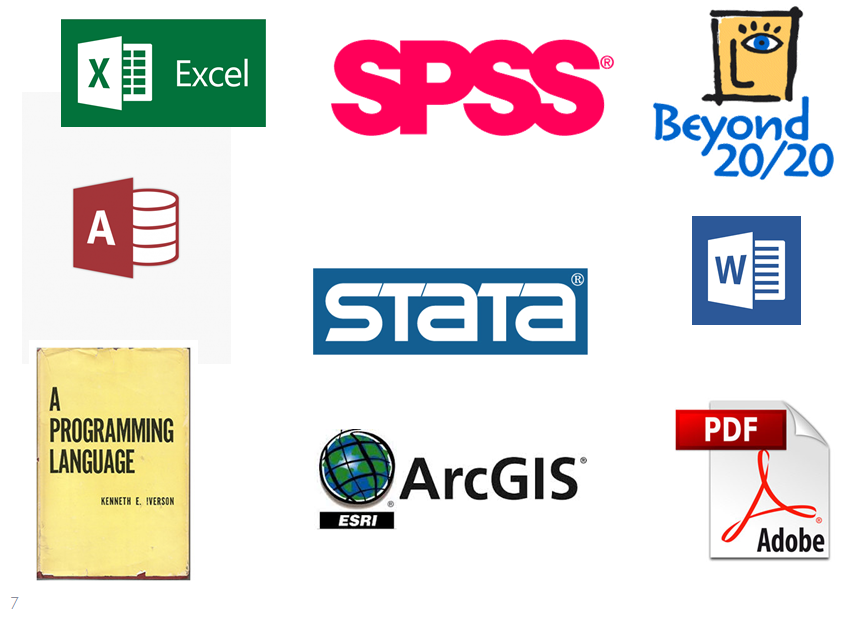 X Excel
SPSS®
Beyond
20/20
A
STATA®
W
A
PROGRAMMING
LANGUAGE
KENNETH E. IVERSON
ArcGIS®
®
ESRI
PDF
®
Adobe
7